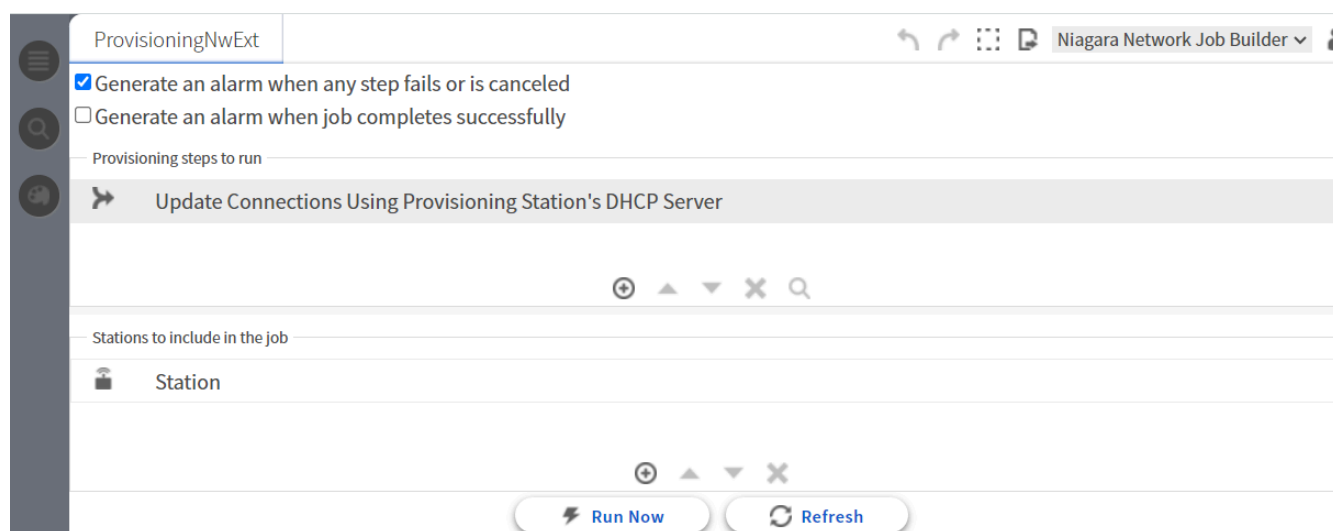 ProvisioningNwExt
Niagara Network Job Builder
Generate an alarm when any step fails or is canceled
Generate an alarm when job completes successfully
Provisioning steps to run
Update Connections Using Provisioning Station's DHCP Server
Stations to include in the job
Station
Run Now
Refresh